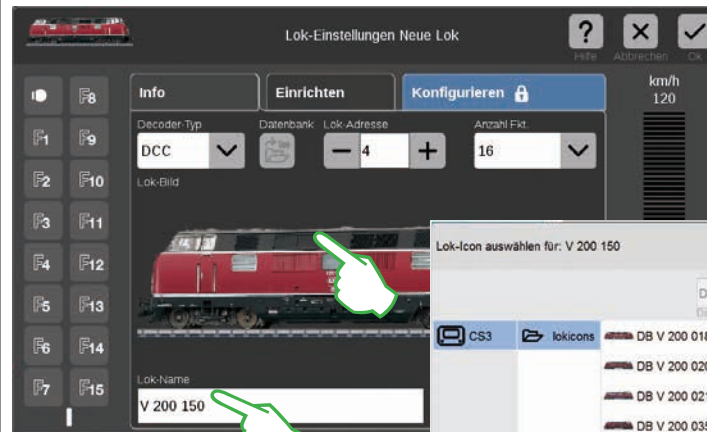 Lok-Einstellungen Neue Lok
?
Hilfe
Abbrechen
Ok
Info
Einrichten
Konfigurieren
km/h
120
F8
F1 F9
F2 F10
F3 F11
F4 F12
F5 F13
F6 F14
F7 F15
Decoder-Typ
Datenbank
Lok-Adresse
Anzahl Fkt.
DCC
4
16
Lok-Bild
Lok-Name
V 200 150
Lok-Icon auswählen für: V 200 150
CS3
lokicons
DB V 200 018
DB V 200 020
DB V 200 021
DB V 200 035